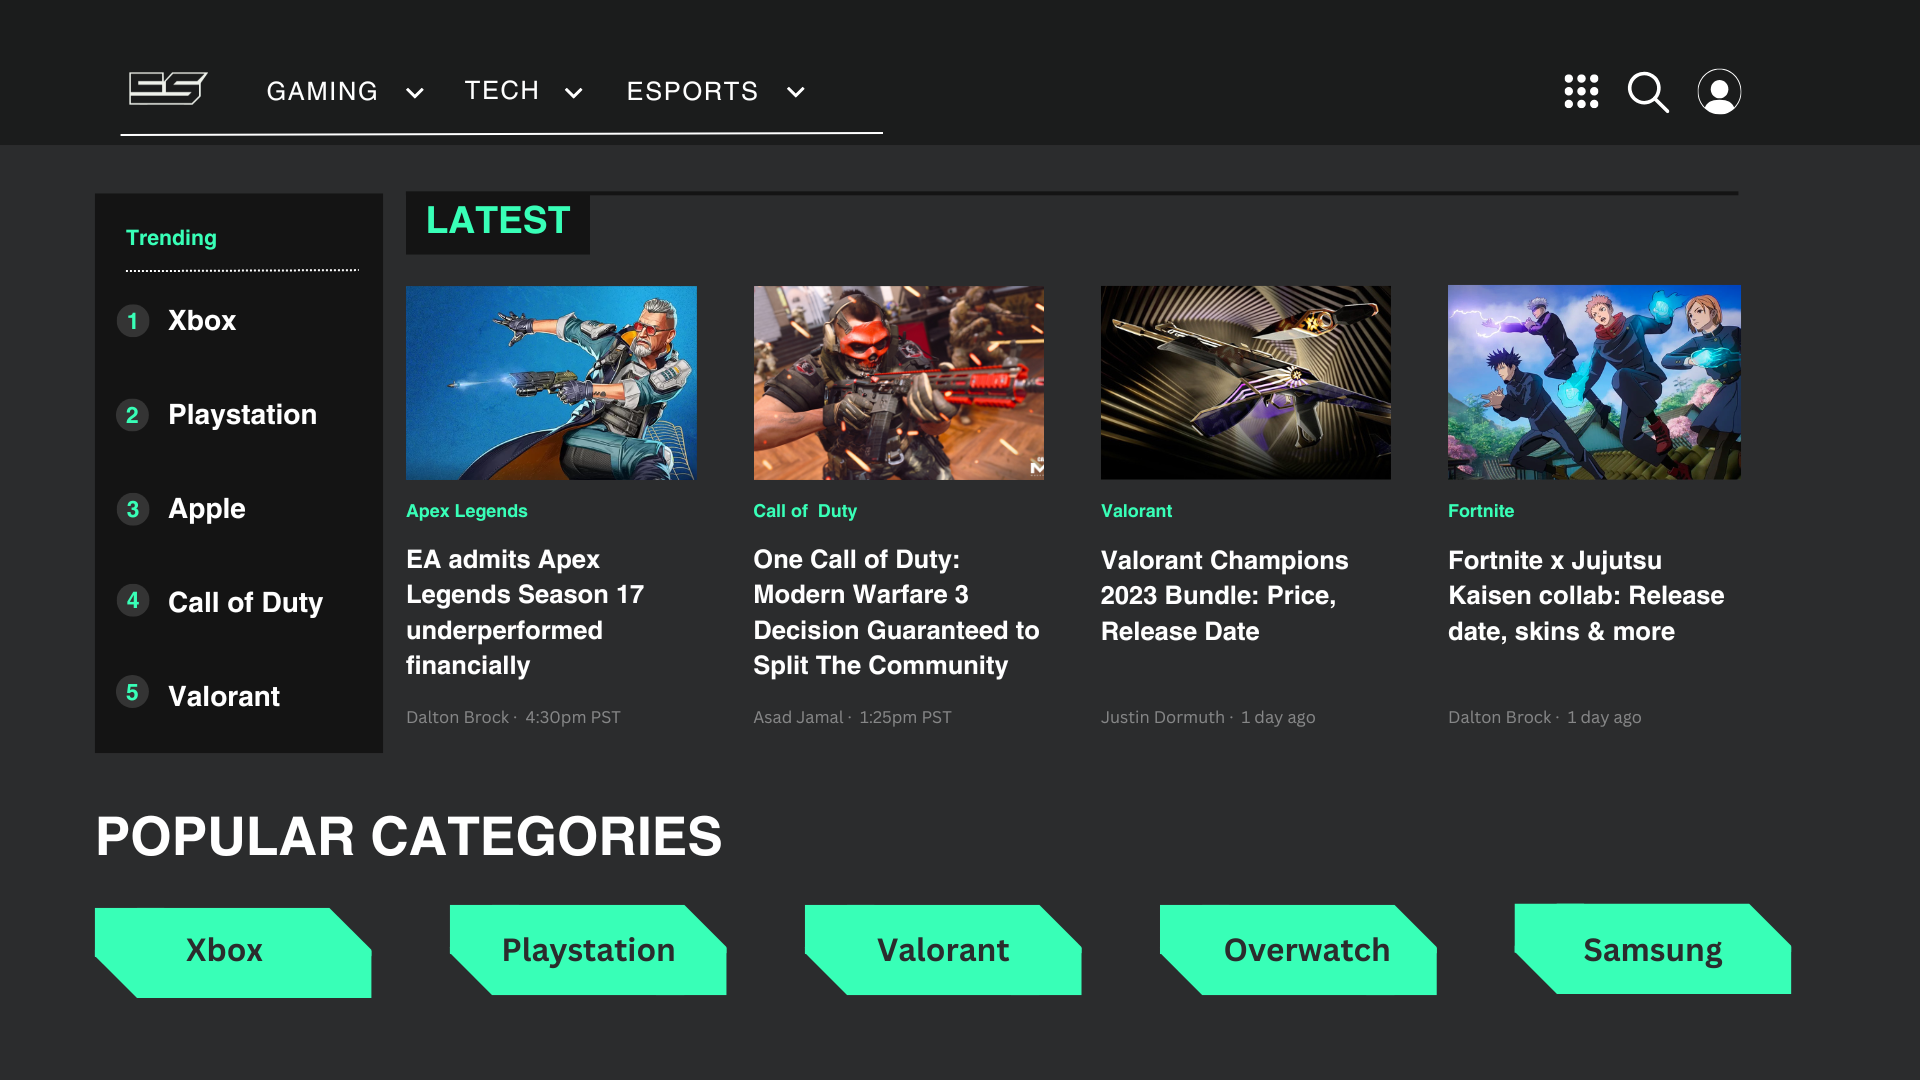 ES
GAMING
TECH
ESPORTS
Trending
1 Xbox
2 Playstation
3 Apple
4 Call of Duty
5 Valorant
LATEST
Apex Legends
EA admits Apex
Legends Season 17
underperformed
financially
Dalton Brock · 4:30pm PST
Call of  Duty
One Call of Duty:
Modern Warfare 3
Decision Guaranteed to
Split The Community
Asad Jamal · 1:25pm PST
Valorant
Valorant Champions
2023 Bundle: Price,
Release Date
Justin Dormuth · 1 day ago
Fortnite
Fortnite x Jujutsu
Kaisen collab: Release
date, skins & more
Dalton Brock · 1 day ago
POPULAR CATEGORIES
Xbox
Playstation
Valorant
Overwatch
Samsung